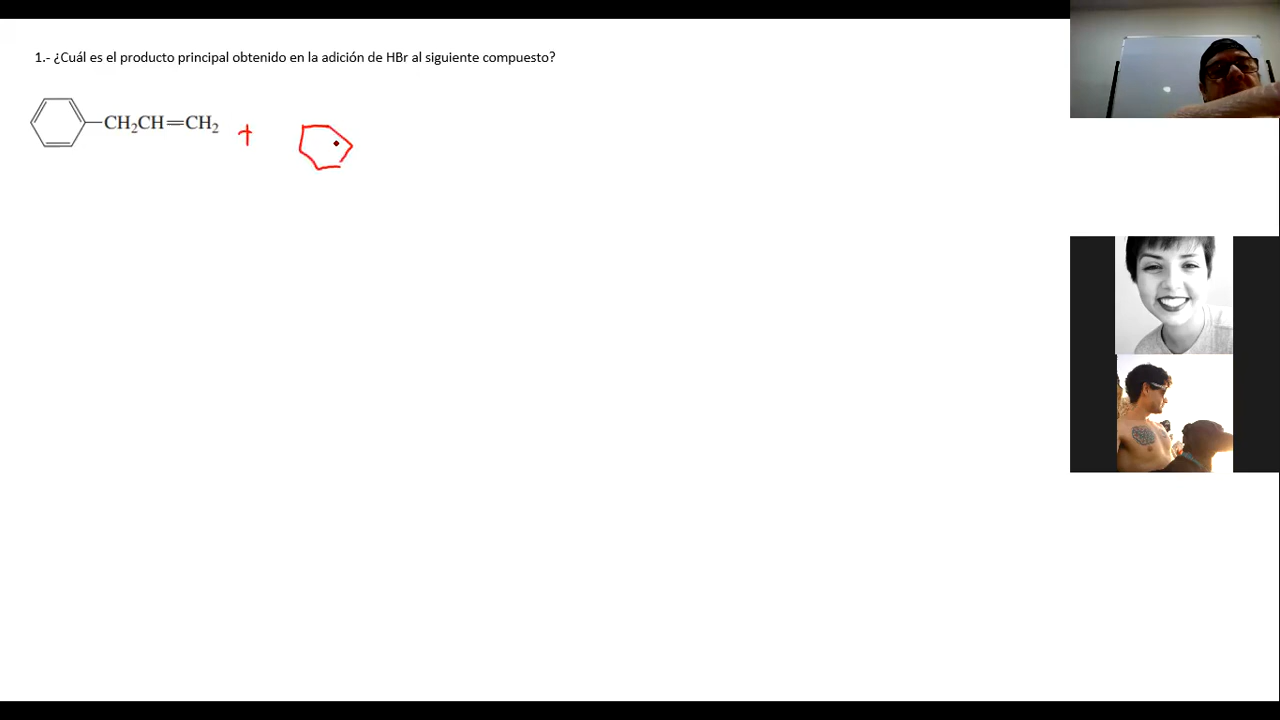 1.- ¿Cuál es el producto principal obtenido en la adición de HBr al siguiente compuesto?
CH₂CH=CH₂ +